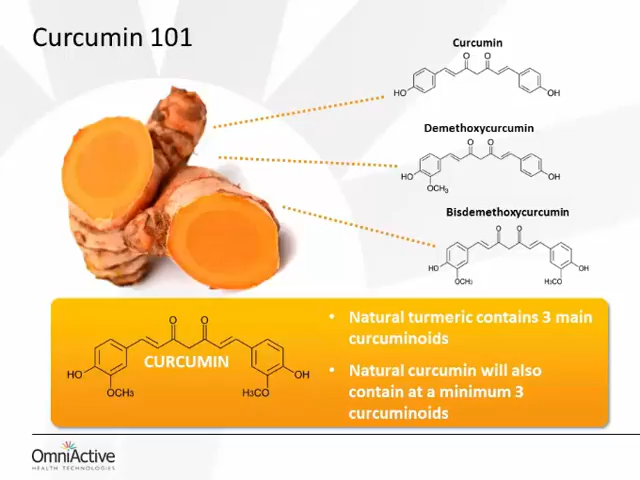 Curcumin 101
Curcumin
O O
HO OH
Demethoxycurcumin
O O
HO OH
OCH₃
Bisdemethoxycurcumin
O O
HO OH
OCH₃ H₃CO
O O
CURCUMIN
HO OH
OCH₃ H₃CO
• Natural turmeric contains 3 main
curcuminoids
• Natural curcumin will also
contain at a minimum 3
curcuminoids
OmniActive
HEALTH TECHNOLOGIES